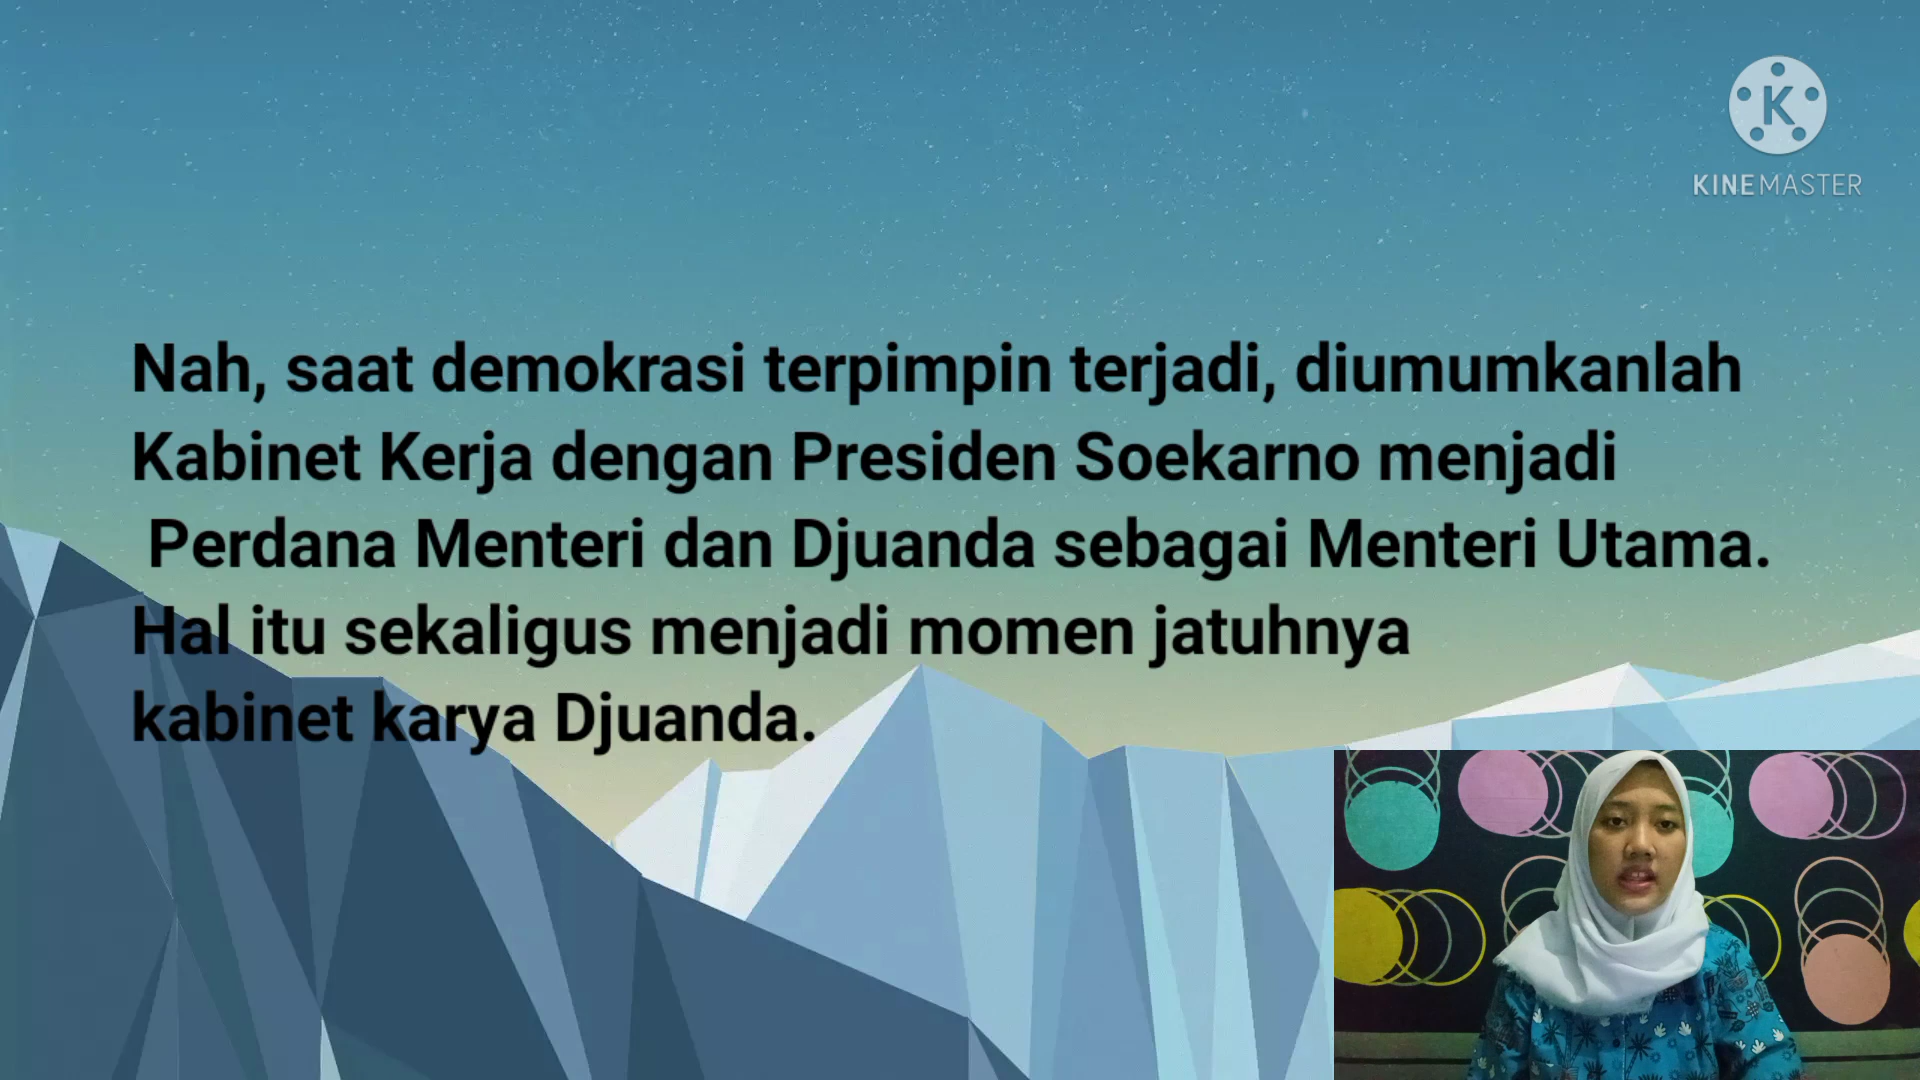 K
KINEMASTER
Nah, saat demokrasi terpimpin terjadi, diumumkanlah
Kabinet Kerja dengan Presiden Soekarno menjadi
Perdana Menteri dan Djuanda sebagai Menteri Utama.
Hal itu sekaligus menjadi momen jatuhnya
kabinet karya Djuanda.